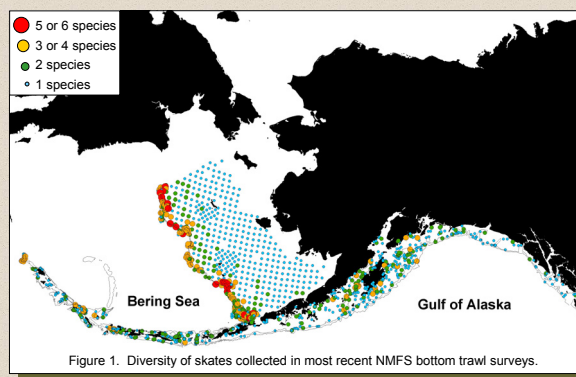 5 or 6 species
3 or 4 species
2 species
1 species
Bering Sea
Gulf of Alaska
Figure 1. Diversity of skates collected in most recent NMFS bottom trawl surveys.